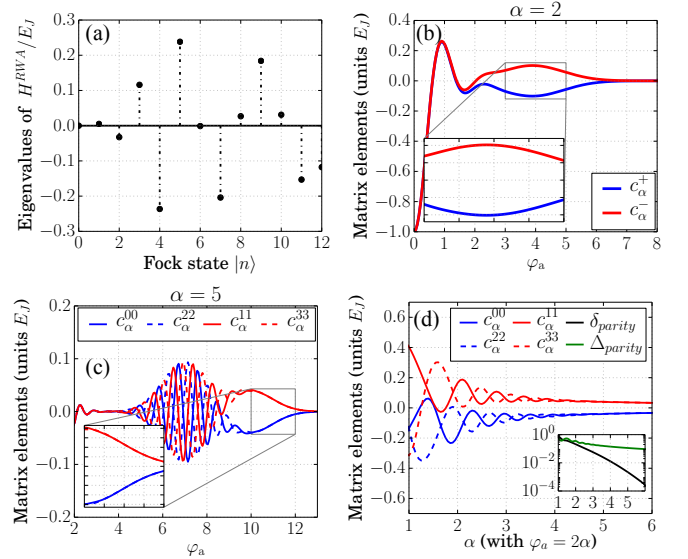 (a)
Eigenvalues of H^{RWA}/E_J
0.3
0.2
0.1
0.0
−0.1
−0.2
−0.3
0 2 4 6 8 10 12
Fock state |n⟩
α = 2
(b)
Matrix elements (units E_J)
0.4
0.2
0.0
−0.2
−0.4
−0.6
−0.8
−1.0
0 1 2 3 4 5 6 7 8
φ_a
c_α^+
c_α^-
α = 5
(c)
Matrix elements (units E_J)
0.2
0.1
0.0
−0.1
−0.2
2 4 6 8 10 12
φ_a
c_α^{00} c_α^{22} c_α^{11} c_α^{33}
(d)
Matrix elements (units E_J)
0.6
0.4
0.2
0.0
−0.2
−0.4
−0.6
1 2 3 4 5 6
α (with φ_a = 2α)
c_α^{00} c_α^{11} δ_{parity}
c_α^{22} c_α^{33} Δ_{parity}
10^0
10^{−2}
10^{−4}
1 2 3 4 5